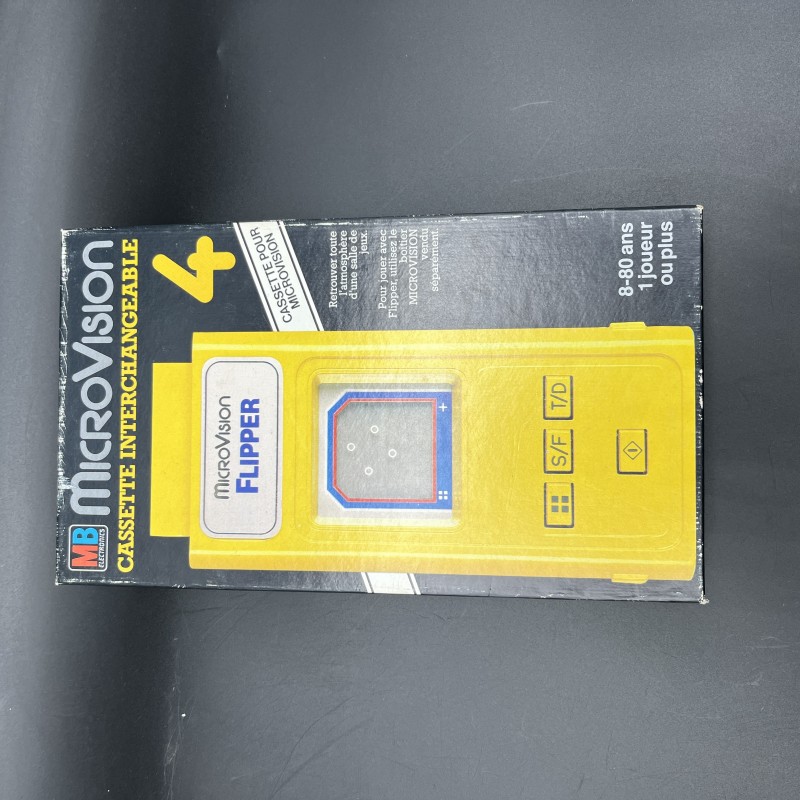 MB
ELECTRONICS
MICROVISION
CASSETTE INTERCHANGEABLE
4
CASSETTE POUR
MICROVISION
Retrouver toute
l'atmosphère
d'une salle de
jeux.
Pour jouer avec
Flipper, utilisez le
boîtier
MICROVISION
vendu
séparement.
MICROVISION
FLIPPER
+
S/F
T/D
8-80 ans
1 joueur
ou plus